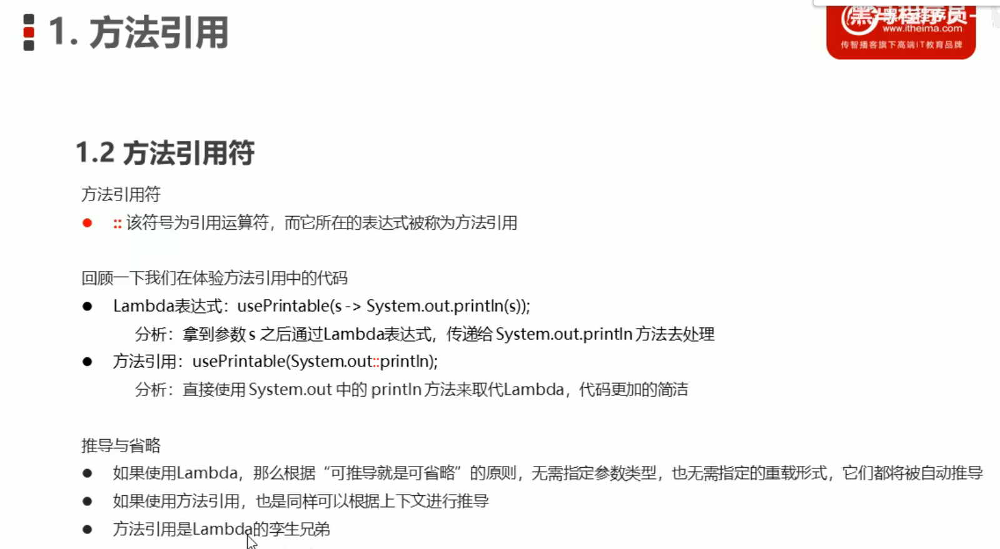 1. 方法引用
黑马程序员
www.itheima.com
传智播客旗下高端IT教育品牌
1.2 方法引用符
方法引用符
:: 该符号为引用运算符，而它所在的表达式被称为方法引用
回顾一下我们在体验方法引用中的代码
Lambda表达式：usePrintable(s -> System.out.println(s));
分析：拿到参数 s 之后通过Lambda表达式，传递给 System.out.println 方法去处理
方法引用：usePrintable(System.out::println);
分析：直接使用 System.out 中的 println 方法来取代Lambda，代码更加的简洁
推导与省略
如果使用Lambda，那么根据“可推导就是可省略”的原则，无需指定参数类型，也无需指定的重载形式，它们都将被自动推导
如果使用方法引用，也是同样可以根据上下文进行推导
方法引用是Lambda的孪生兄弟